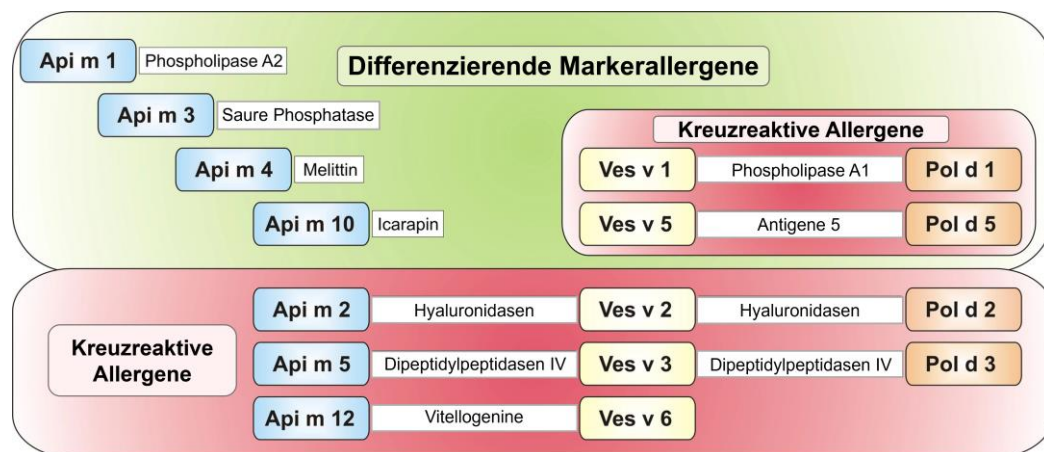 Differenzierende Markerallergene
Api m 1 Phospholipase A2
Api m 3 Saure Phosphatase
Api m 4 Melittin
Api m 10 Icarapin
Kreuzreaktive Allergene
Ves v 1 Phospholipase A1 Pol d 1
Ves v 5 Antigene 5 Pol d 5
Kreuzreaktive
Allergene
Api m 2 Hyaluronidasen Ves v 2 Hyaluronidasen Pol d 2
Api m 5 Dipeptidylpeptidasen IV Ves v 3 Dipeptidylpeptidasen IV Pol d 3
Api m 12 Vitellogenine Ves v 6